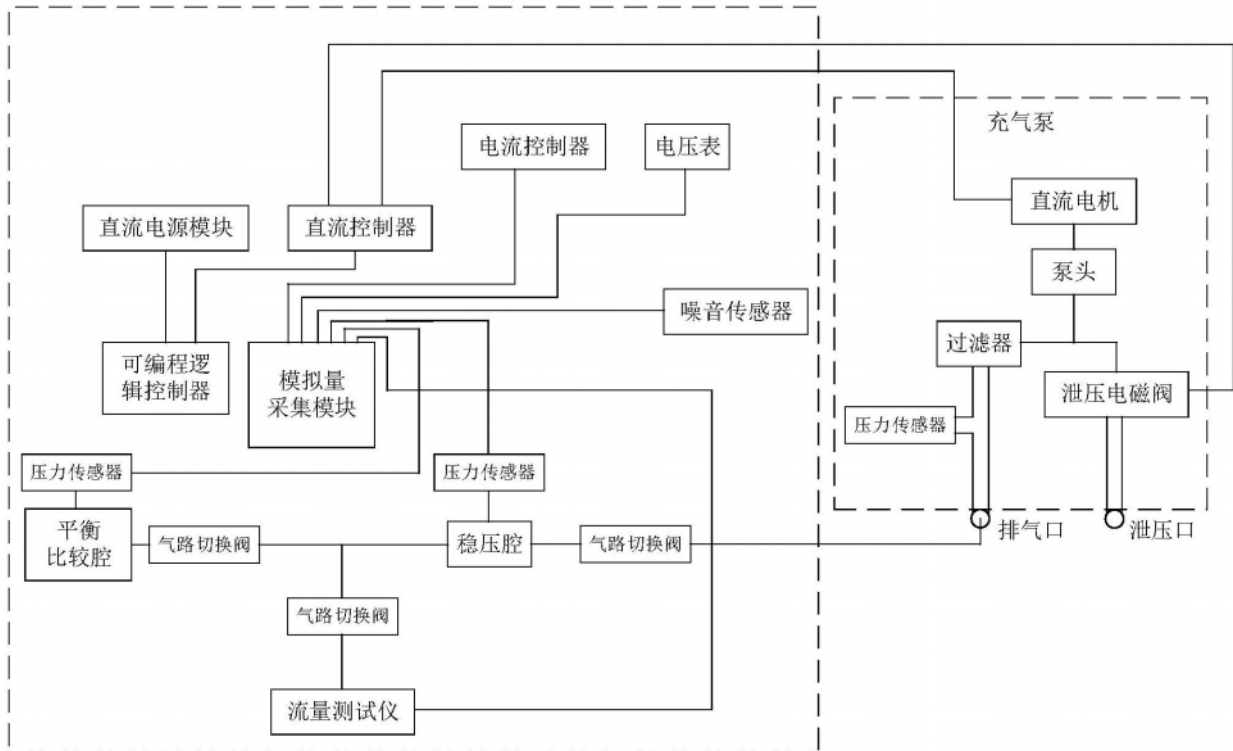 充气泵
电流控制器
电压表
直流电机
直流电源模块
直流控制器
泵头
噪音传感器
过滤器
可编程逻
辑控制器
模拟量
采集模块
泄压电磁阀
压力传感器
压力传感器
压力传感器
平衡
比较腔
气路切换阀
稳压腔
气路切换阀
排气口
泄压口
气路切换阀
流量测试仪